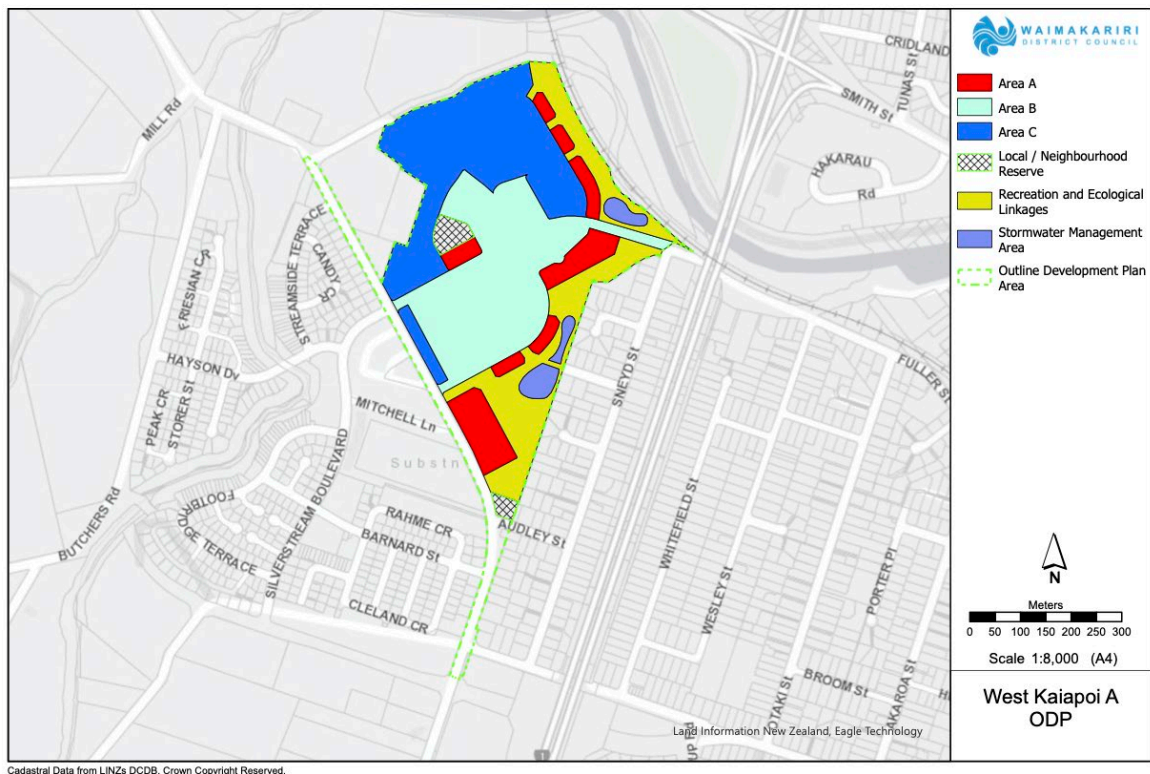 WAIMAKARIRI
DISTRICT COUNCIL
Area A
Area B
Area C
Local / Neighbourhood
Reserve
Recreation and Ecological
Linkages
Stormwater Management
Area
Outline Development Plan
Area
N
Meters
0 50 100 150 200 250 300
Scale 1:8,000 (A4)
West Kaiapoi A
ODP
CRIDLAND
TUNAS ST
SMITH ST
MILL Rd
HAKARAU
Rd
STREAMSIDE TERRACE
CANDY
CR
FRIESIAN CR
HAYSON DV
PEAK CR
STORER ST
MITCHELL LN
Substn
SNEYD ST
FULLER ST
BUTCHERS Rd
FOOTBRIDGE TERRACE
SILVERSTREAM BOULEVARD
RAHME CR
BARNARD ST
AUDLEY ST
WHITEFIELD ST
WESLEY ST
PORTER Pl
CLELAND CR
OTAKI ST
BROOM ST
AKAROA ST
UP Rd
1
Land Information New Zealand, Eagle Technology
Cadastral Data from LINZs DCDB. Crown Copyright Reserved.